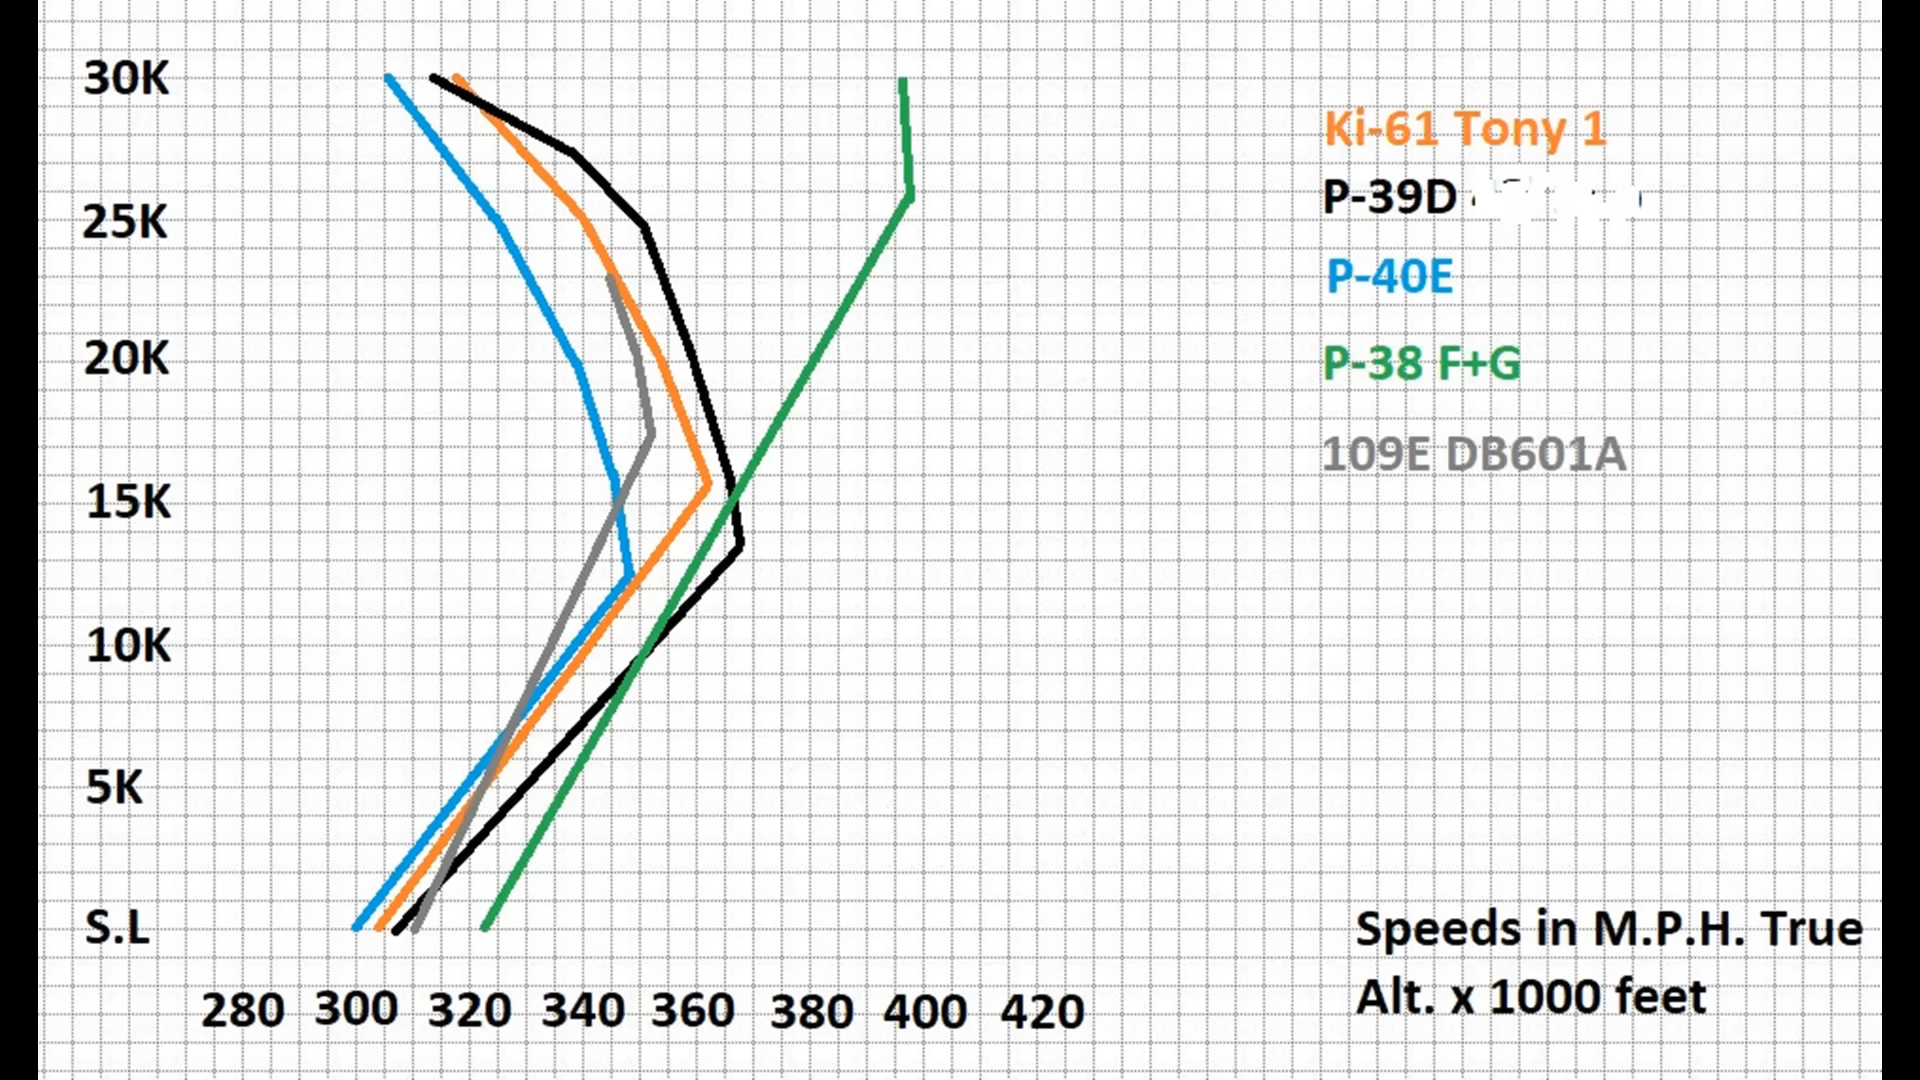 30K
25K
20K
15K
10K
5K
S.L
280 300 320 340 360 380 400 420
Ki-61 Tony 1
P-39D
P-40E
P-38 F+G
109E DB601A
Speeds in M.P.H. True
Alt. x 1000 feet